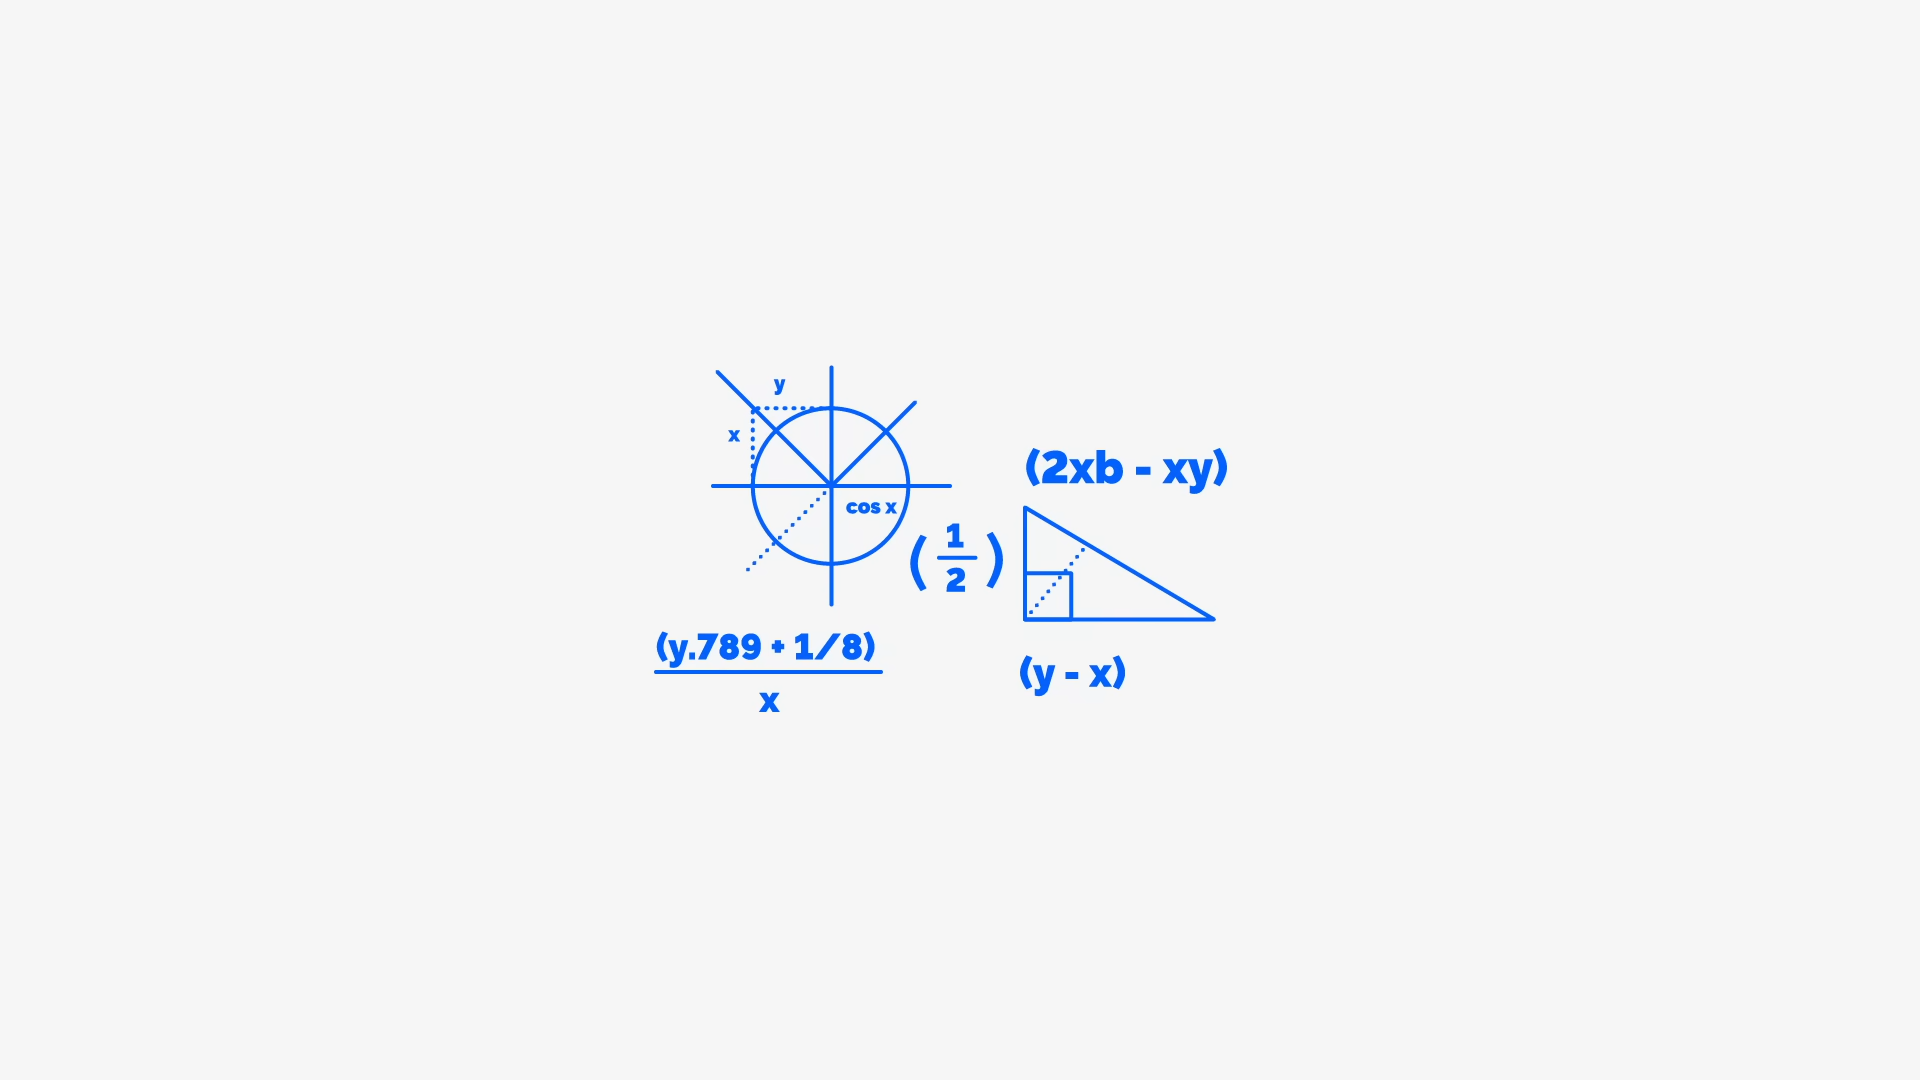 y
x
cos x
(2xb - xy)
( 1
2 )
(y.789 + 1/8)
x
(y - x)